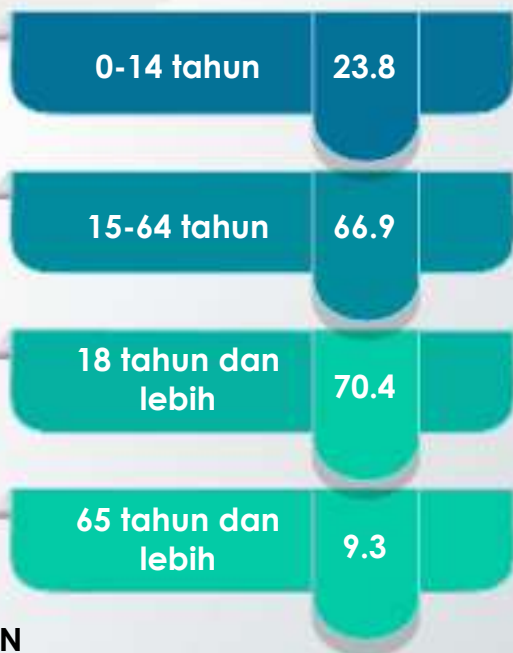 0-14 tahun 23.8
15-64 tahun 66.9
18 tahun dan
lebih
70.4
65 tahun dan
lebih
9.3
N